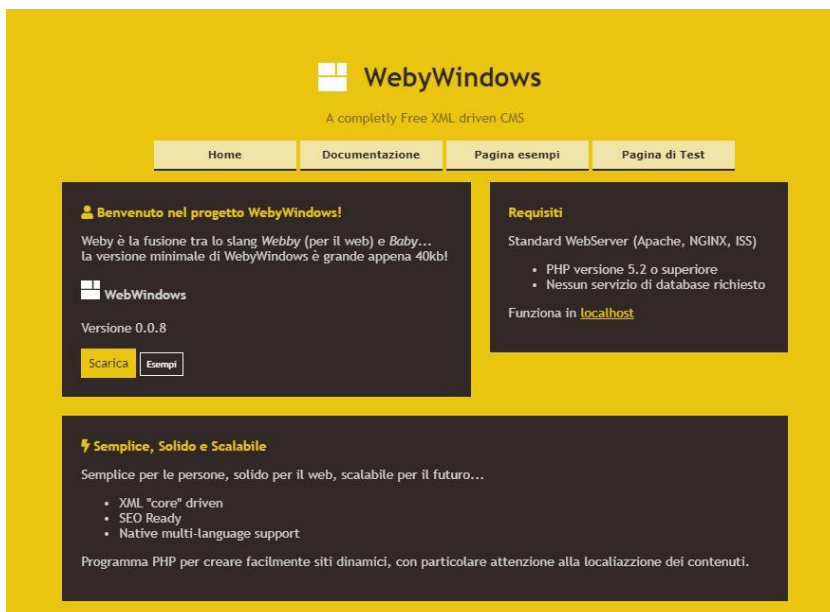 WebyWindows
A completly Free XML driven CMS
Home
Documentazione
Pagina esempi
Pagina di Test
Benvenuto nel progetto WebyWindows!
Weby è la fusione tra lo slang Webby (per il web) e Baby...
la versione minimale di WebyWindows è grande appena 40kb!
WebWindows
Versione 0.0.8
Scarica
Esempi
Requisiti
Standard WebServer (Apache, NGINX, ISS)
• PHP versione 5.2 o superiore
• Nessun servizio di database richiesto
Funziona in localhost
Semplice, Solido e Scalabile
Semplice per le persone, solido per il web, scalabile per il futuro...
• XML "core" driven
• SEO Ready
• Native multi-language support
Programma PHP per creare facilmente siti dinamici, con particolare attenzione alla localiazzione dei contenuti.